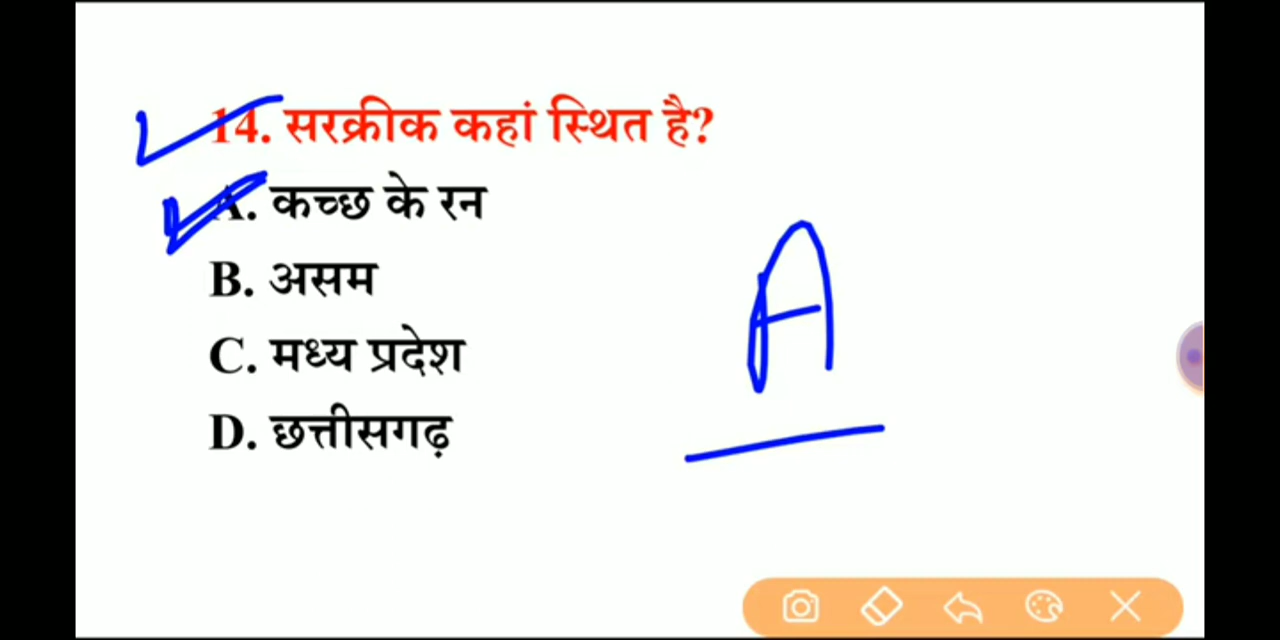 14. सरक्रीक कहां स्थित है?
A. कच्छ के रन
B. असम
C. मध्य प्रदेश
D. छत्तीसगढ़
A